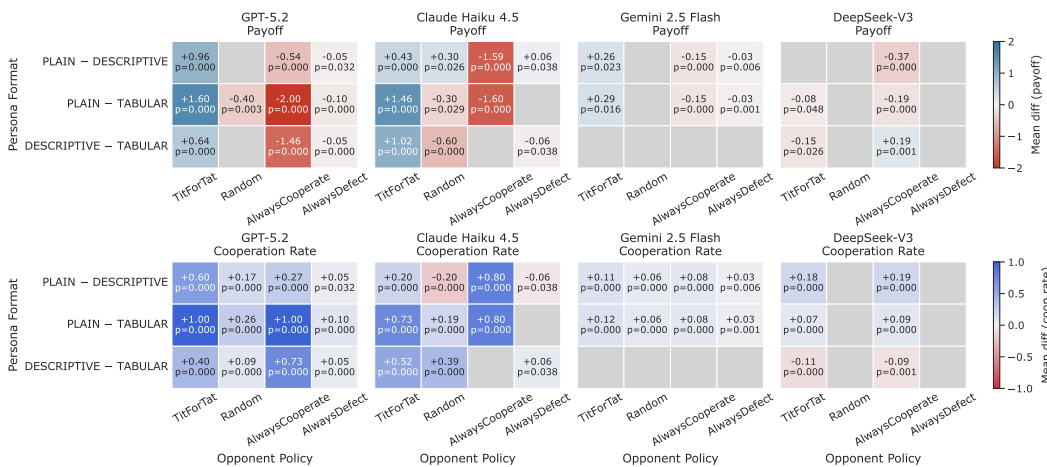 GPT-5.2
Payoff
Claude Haiku 4.5
Payoff
Gemini 2.5 Flash
Payoff
DeepSeek-V3
Payoff
Persona Format
PLAIN − DESCRIPTIVE
+0.96 -0.54 -0.05 +0.43 +0.30 -1.59 +0.06 +0.26 -0.15 -0.03 -0.37
p=0.000 p=0.000 p=0.032 p=0.000 p=0.026 p=0.000 p=0.038 p=0.023 p=0.000 p=0.006 p=0.000
PLAIN − TABULAR
+1.60 -0.40 -2.00 -0.10 +1.46 -0.30 -1.60 +0.29 -0.15 -0.03 -0.08 -0.19
p=0.000 p=0.003 p=0.000 p=0.000 p=0.000 p=0.029 p=0.000 p=0.016 p=0.000 p=0.001 p=0.048 p=0.000
DESCRIPTIVE − TABULAR
+0.64 -1.46 -0.05 +1.02 -0.60 -0.06 -0.15 +0.19
p=0.000 p=0.000 p=0.000 p=0.000 p=0.000 p=0.038 p=0.026 p=0.001
TitForTat Random AlwaysCooperate AlwaysDefect
TitForTat Random AlwaysCooperate AlwaysDefect
TitForTat Random AlwaysCooperate AlwaysDefect
TitForTat Random AlwaysCooperate AlwaysDefect
2
1
0
−1
−2
Mean diff (payoff)
GPT-5.2
Cooperation Rate
Claude Haiku 4.5
Cooperation Rate
Gemini 2.5 Flash
Cooperation Rate
DeepSeek-V3
Cooperation Rate
Persona Format
PLAIN − DESCRIPTIVE
+0.60 +0.17 +0.27 +0.05 +0.20 -0.20 +0.80 -0.06 +0.11 +0.06 +0.08 +0.03 +0.18 +0.19
p=0.000 p=0.000 p=0.000 p=0.032 p=0.000 p=0.000 p=0.000 p=0.038 p=0.000 p=0.000 p=0.000 p=0.006 p=0.000 p=0.000
PLAIN − TABULAR
+1.00 +0.26 +1.00 +0.10 +0.73 +0.19 +0.80 +0.12 +0.06 +0.08 +0.03 +0.07 +0.09
p=0.000 p=0.000 p=0.000 p=0.000 p=0.000 p=0.000 p=0.000 p=0.000 p=0.000 p=0.000 p=0.001 p=0.000 p=0.000
DESCRIPTIVE − TABULAR
+0.40 +0.09 +0.73 +0.05 +0.52 +0.39 +0.06 -0.11 -0.09
p=0.000 p=0.000 p=0.000 p=0.000 p=0.000 p=0.000 p=0.038 p=0.000 p=0.001
TitForTat Random AlwaysCooperate AlwaysDefect
TitForTat Random AlwaysCooperate AlwaysDefect
TitForTat Random AlwaysCooperate AlwaysDefect
TitForTat Random AlwaysCooperate AlwaysDefect
Opponent Policy
Opponent Policy
Opponent Policy
Opponent Policy
1.0
0.5
0.0
−0.5
−1.0
Mean diff (coop rate)